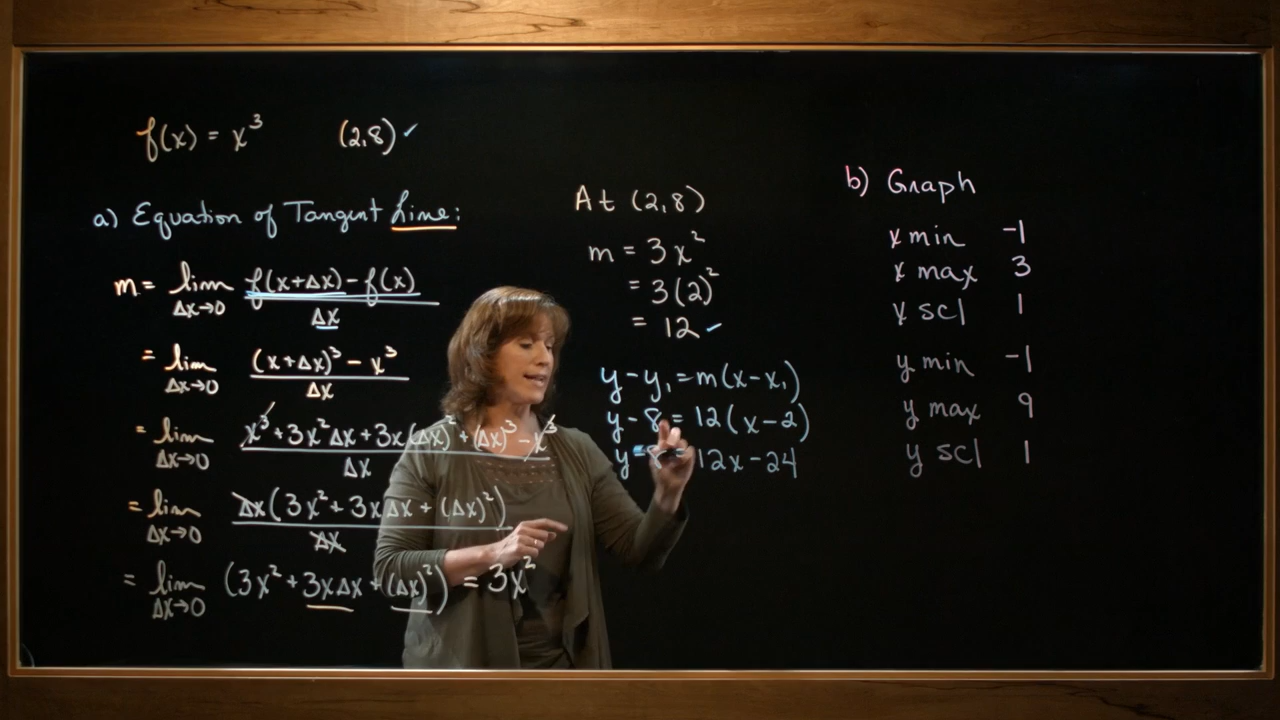 f(x) = x³ (2,8) ✓
a) Equation of Tangent Line:
m = lim Δx→0 (f(x+Δx) - f(x)) / Δx
= lim Δx→0 ((x+Δx)³ - x³) / Δx
= lim Δx→0 (x³ + 3x²Δx + 3x(Δx)² + (Δx)³ - x³) / Δx
= lim Δx→0 Δx(3x² + 3xΔx + (Δx)²) / Δx
= lim Δx→0 (3x² + 3xΔx + (Δx)²) = 3x²
At (2,8)
m = 3x²
= 3(2)²
= 12 ✓
y - y₁ = m(x - x₁)
y - 8 = 12(x - 2)
y - 8 = 12x - 24
b) Graph
x min -1
x max 3
x scl 1
y min -1
y max 9
y scl 1